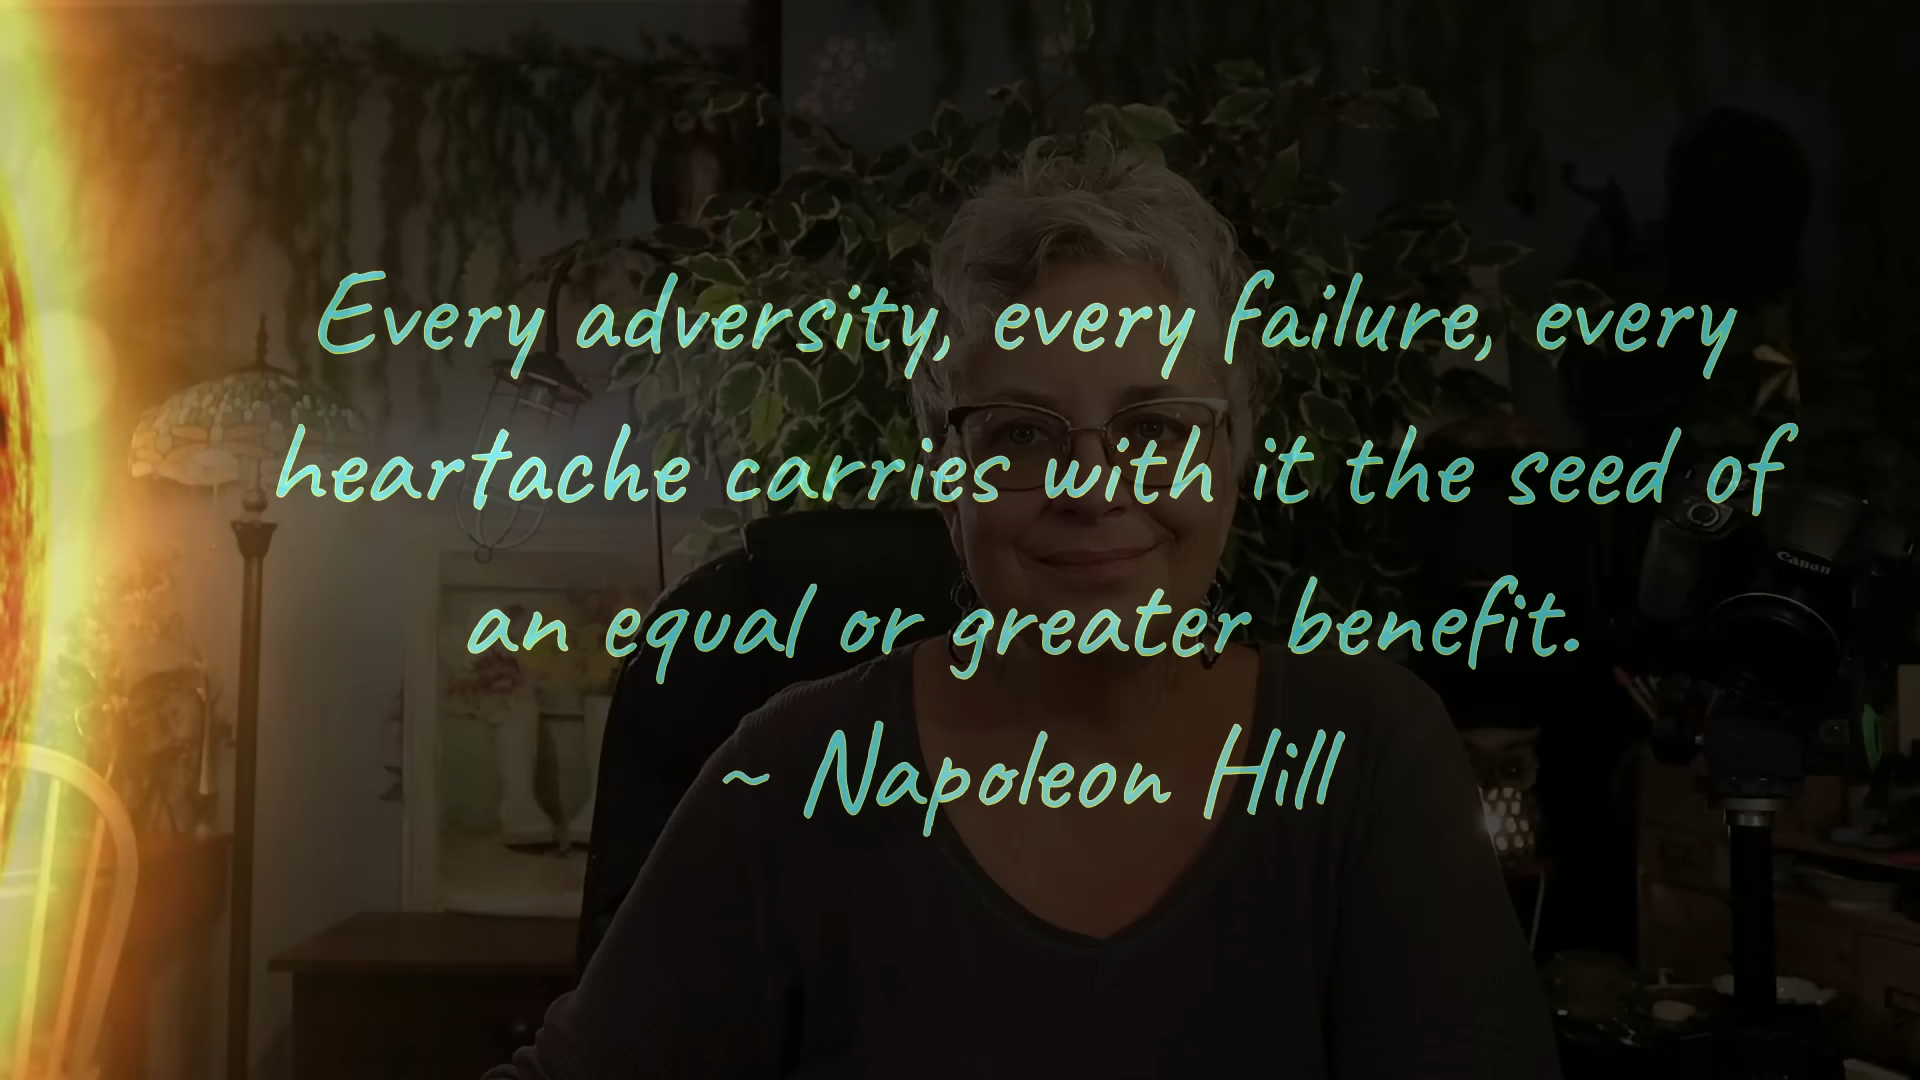 Every adversity, every failure, every
heartache carries with it the seed of
an equal or greater benefit.
~ Napoleon Hill
Canon